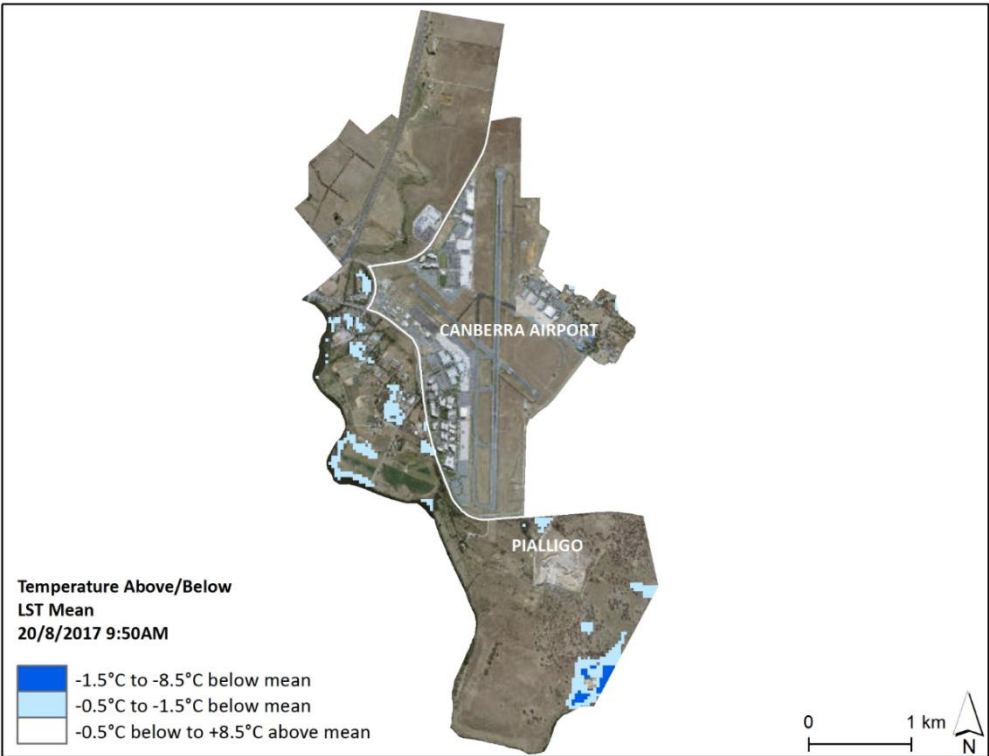 CANBERRA AIRPORT
PIALLIGO
Temperature Above/Below
LST Mean
20/8/2017 9:50AM
-1.5°C to -8.5°C below mean
-0.5°C to -1.5°C below mean
-0.5°C below to +8.5°C above mean
0 1 km
N